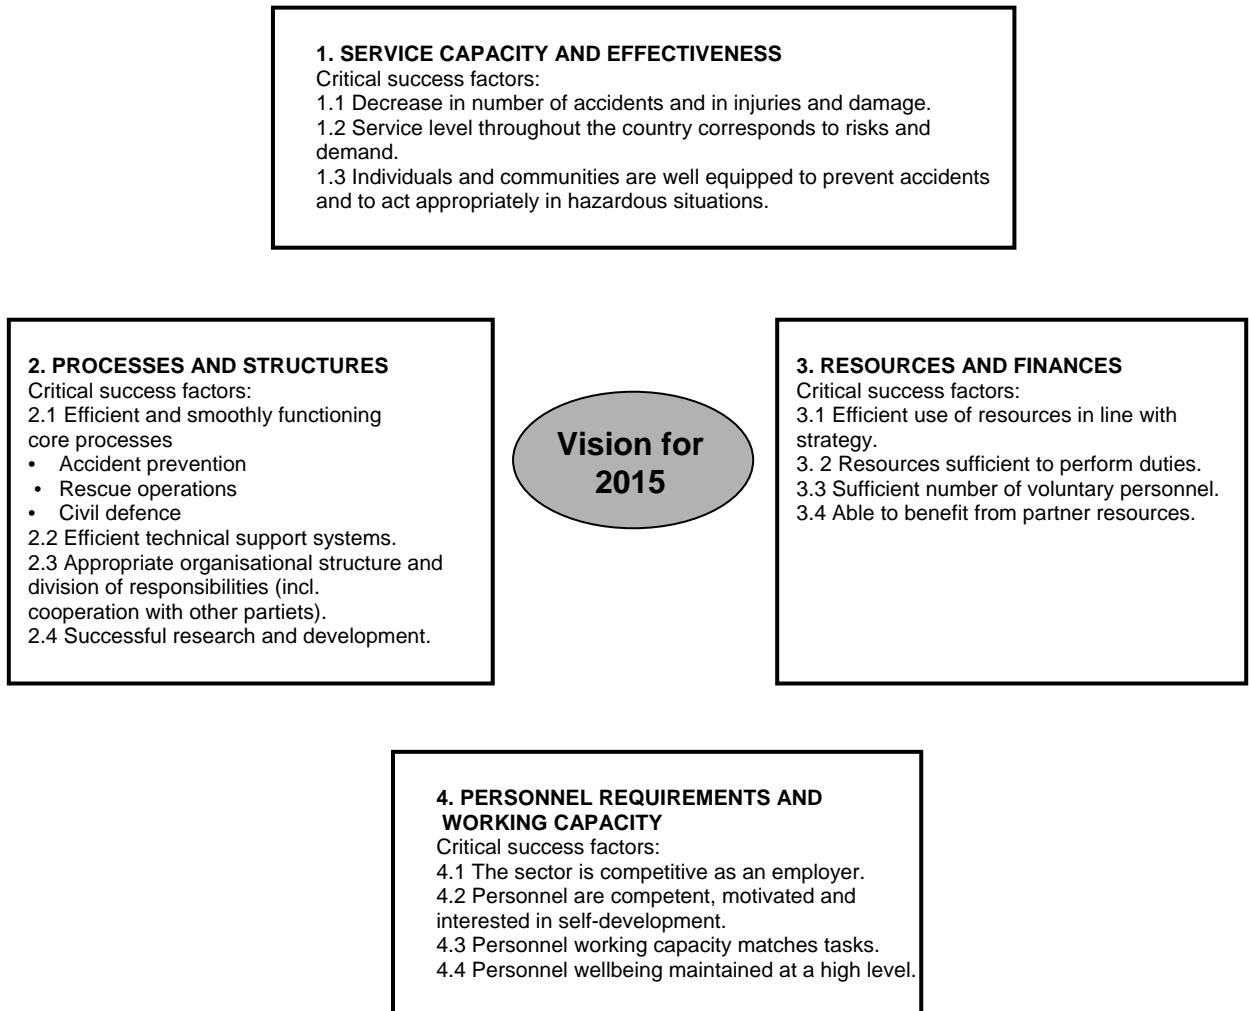 1. SERVICE CAPACITY AND EFFECTIVENESS
Critical success factors:
1.1 Decrease in number of accidents and in injuries and damage.
1.2 Service level throughout the country corresponds to risks and
demand.
1.3 Individuals and communities are well equipped to prevent accidents
and to act appropriately in hazardous situations.
2. PROCESSES AND STRUCTURES
Critical success factors:
2.1 Efficient and smoothly functioning
core processes
• Accident prevention
• Rescue operations
• Civil defence
2.2 Efficient technical support systems.
2.3 Appropriate organisational structure and
division of responsibilities (incl.
cooperation with other partiets).
2.4 Successful research and development.
Vision for
2015
3. RESOURCES AND FINANCES
Critical success factors:
3.1 Efficient use of resources in line with
strategy.
3. 2 Resources sufficient to perform duties.
3.3 Sufficient number of voluntary personnel.
3.4 Able to benefit from partner resources.
4. PERSONNEL REQUIREMENTS AND
WORKING CAPACITY
Critical success factors:
4.1 The sector is competitive as an employer.
4.2 Personnel are competent, motivated and
interested in self-development.
4.3 Personnel working capacity matches tasks.
4.4 Personnel wellbeing maintained at a high level.